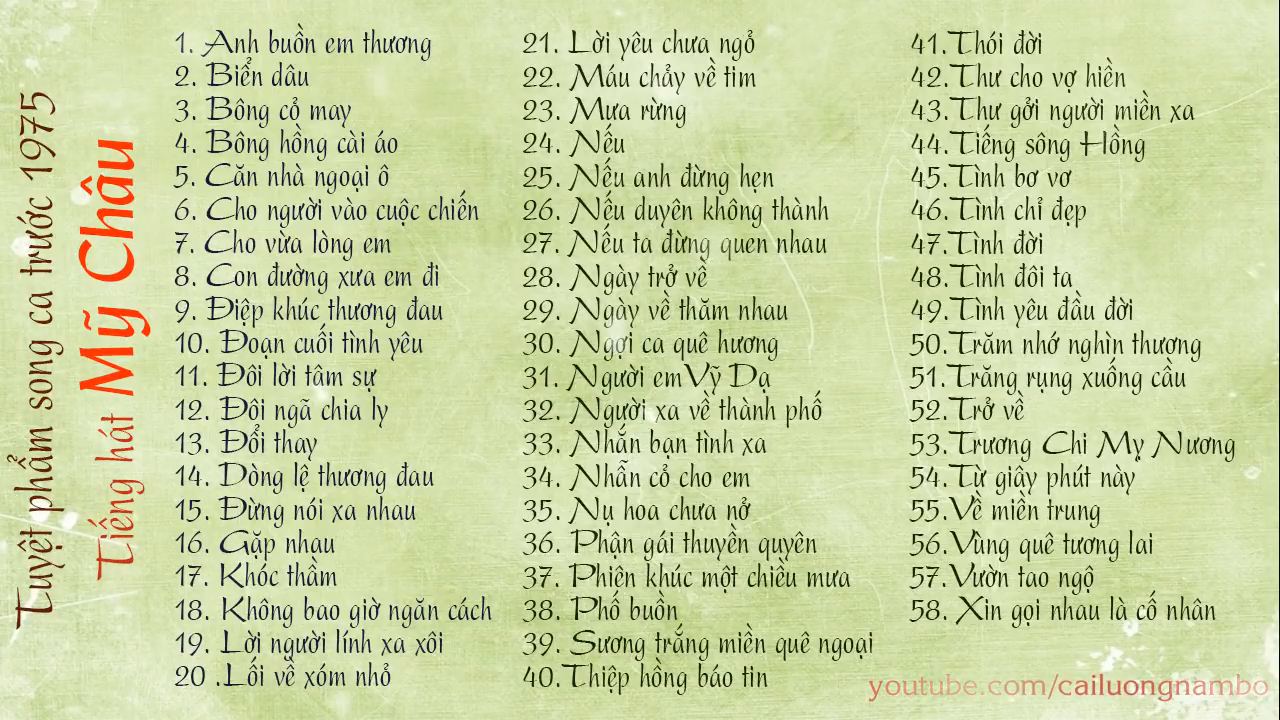 Tuyệt phẩm song ca trước 1975
Tiếng hát Mỹ Châu
1. Anh buồn em thương
2. Biển dâu
3. Bông cỏ may
4. Bông hồng cài áo
5. Căn nhà ngoại ô
6. Cho người vào cuộc chiến
7. Cho vừa lòng em
8. Con đường xưa em đi
9. Điệp khúc thương đau
10. Đoạn cuối tình yêu
11. Đôi lời tâm sự
12. Đôi ngã chia ly
13. Đổi thay
14. Dòng lệ thương đau
15. Đừng nói xa nhau
16. Gặp nhau
17. Khóc thầm
18. Không bao giờ ngăn cách
19. Lời người lính xa xôi
20 .Lối về xóm nhỏ
21. Lời yêu chưa ngỏ
22. Máu chảy về tim
23. Mưa rừng
24. Nếu
25. Nếu anh đừng hẹn
26. Nếu duyên không thành
27. Nếu ta đừng quen nhau
28. Ngày trở về
29. Ngày về thăm nhau
30. Ngợi ca quê hương
31. Người em Vỹ Dạ
32. Người xa về thành phố
33. Nhắn bạn tình xa
34. Nhẫn cỏ cho em
35. Nụ hoa chưa nở
36. Phận gái thuyền quyên
37. Phiên khúc một chiều mưa
38. Phố buồn
39. Sương trắng miền quê ngoại
40.Thiệp hồng báo tin
41.Thói đời
42.Thư cho vợ hiền
43.Thư gởi người miền xa
44.Tiếng sông Hồng
45.Tình bơ vơ
46.Tình chỉ đẹp
47.Tình đời
48.Tình đôi ta
49.Tình yêu đầu đời
50.Trăm nhớ nghìn thương
51.Trăng rụng xuống cầu
52.Trở về
53.Trương Chi Mỵ Nương
54.Từ giây phút này
55.Về miền trung
56.Vùng quê tương lai
57.Vườn tao ngộ
58. Xin gọi nhau là cố nhân
youtube.com/cailuongnambo